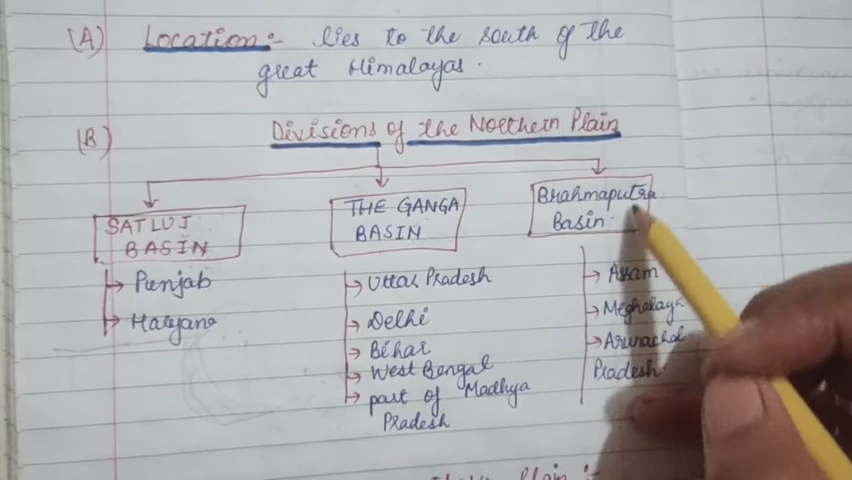 (A) Location:- lies to the south of the
great Himalayas.
(B) Divisions of the Northern Plain
SATLUJ
BASIN
→ Punjab
→ Haryana
THE GANGA
BASIN
→ Uttar Pradesh
→ Delhi
→ Bihar
→ West Bengal
→ part of Madhya
Pradesh
Brahmaputra
Basin.
→ Assam
→ Meghalaya
→ Arunachal
Pradesh.
Plain :-